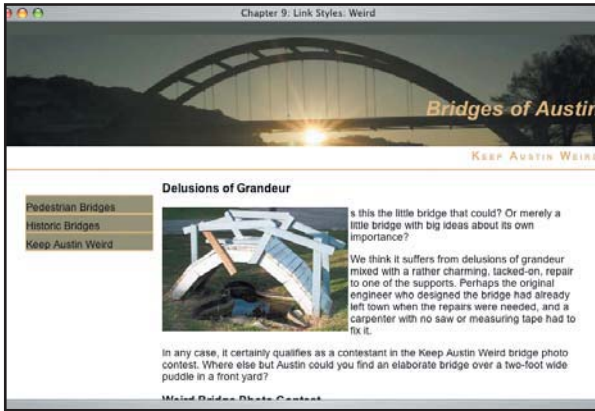 Chapter 9: Link Styles: Weird
Bridges of Austin
KEEP AUSTIN WEIRD
Pedestrian Bridges
Historic Bridges
Keep Austin Weird
Delusions of Grandeur
s this the little bridge that could? Or merely a
little bridge with big ideas about its own
importance?
We think it suffers from delusions of grandeur
mixed with a rather charming, tacked-on, repair
to one of the supports. Perhaps the original
engineer who designed the bridge had already
left town when the repairs were needed, and a
carpenter with no saw or measuring tape had to
fix it.
In any case, it certainly qualifies as a contestant in the Keep Austin Weird bridge photo
contest. Where else but Austin could you find an elaborate bridge over a two-foot wide
puddle in a front yard?
Weird Bridge Photo Contest